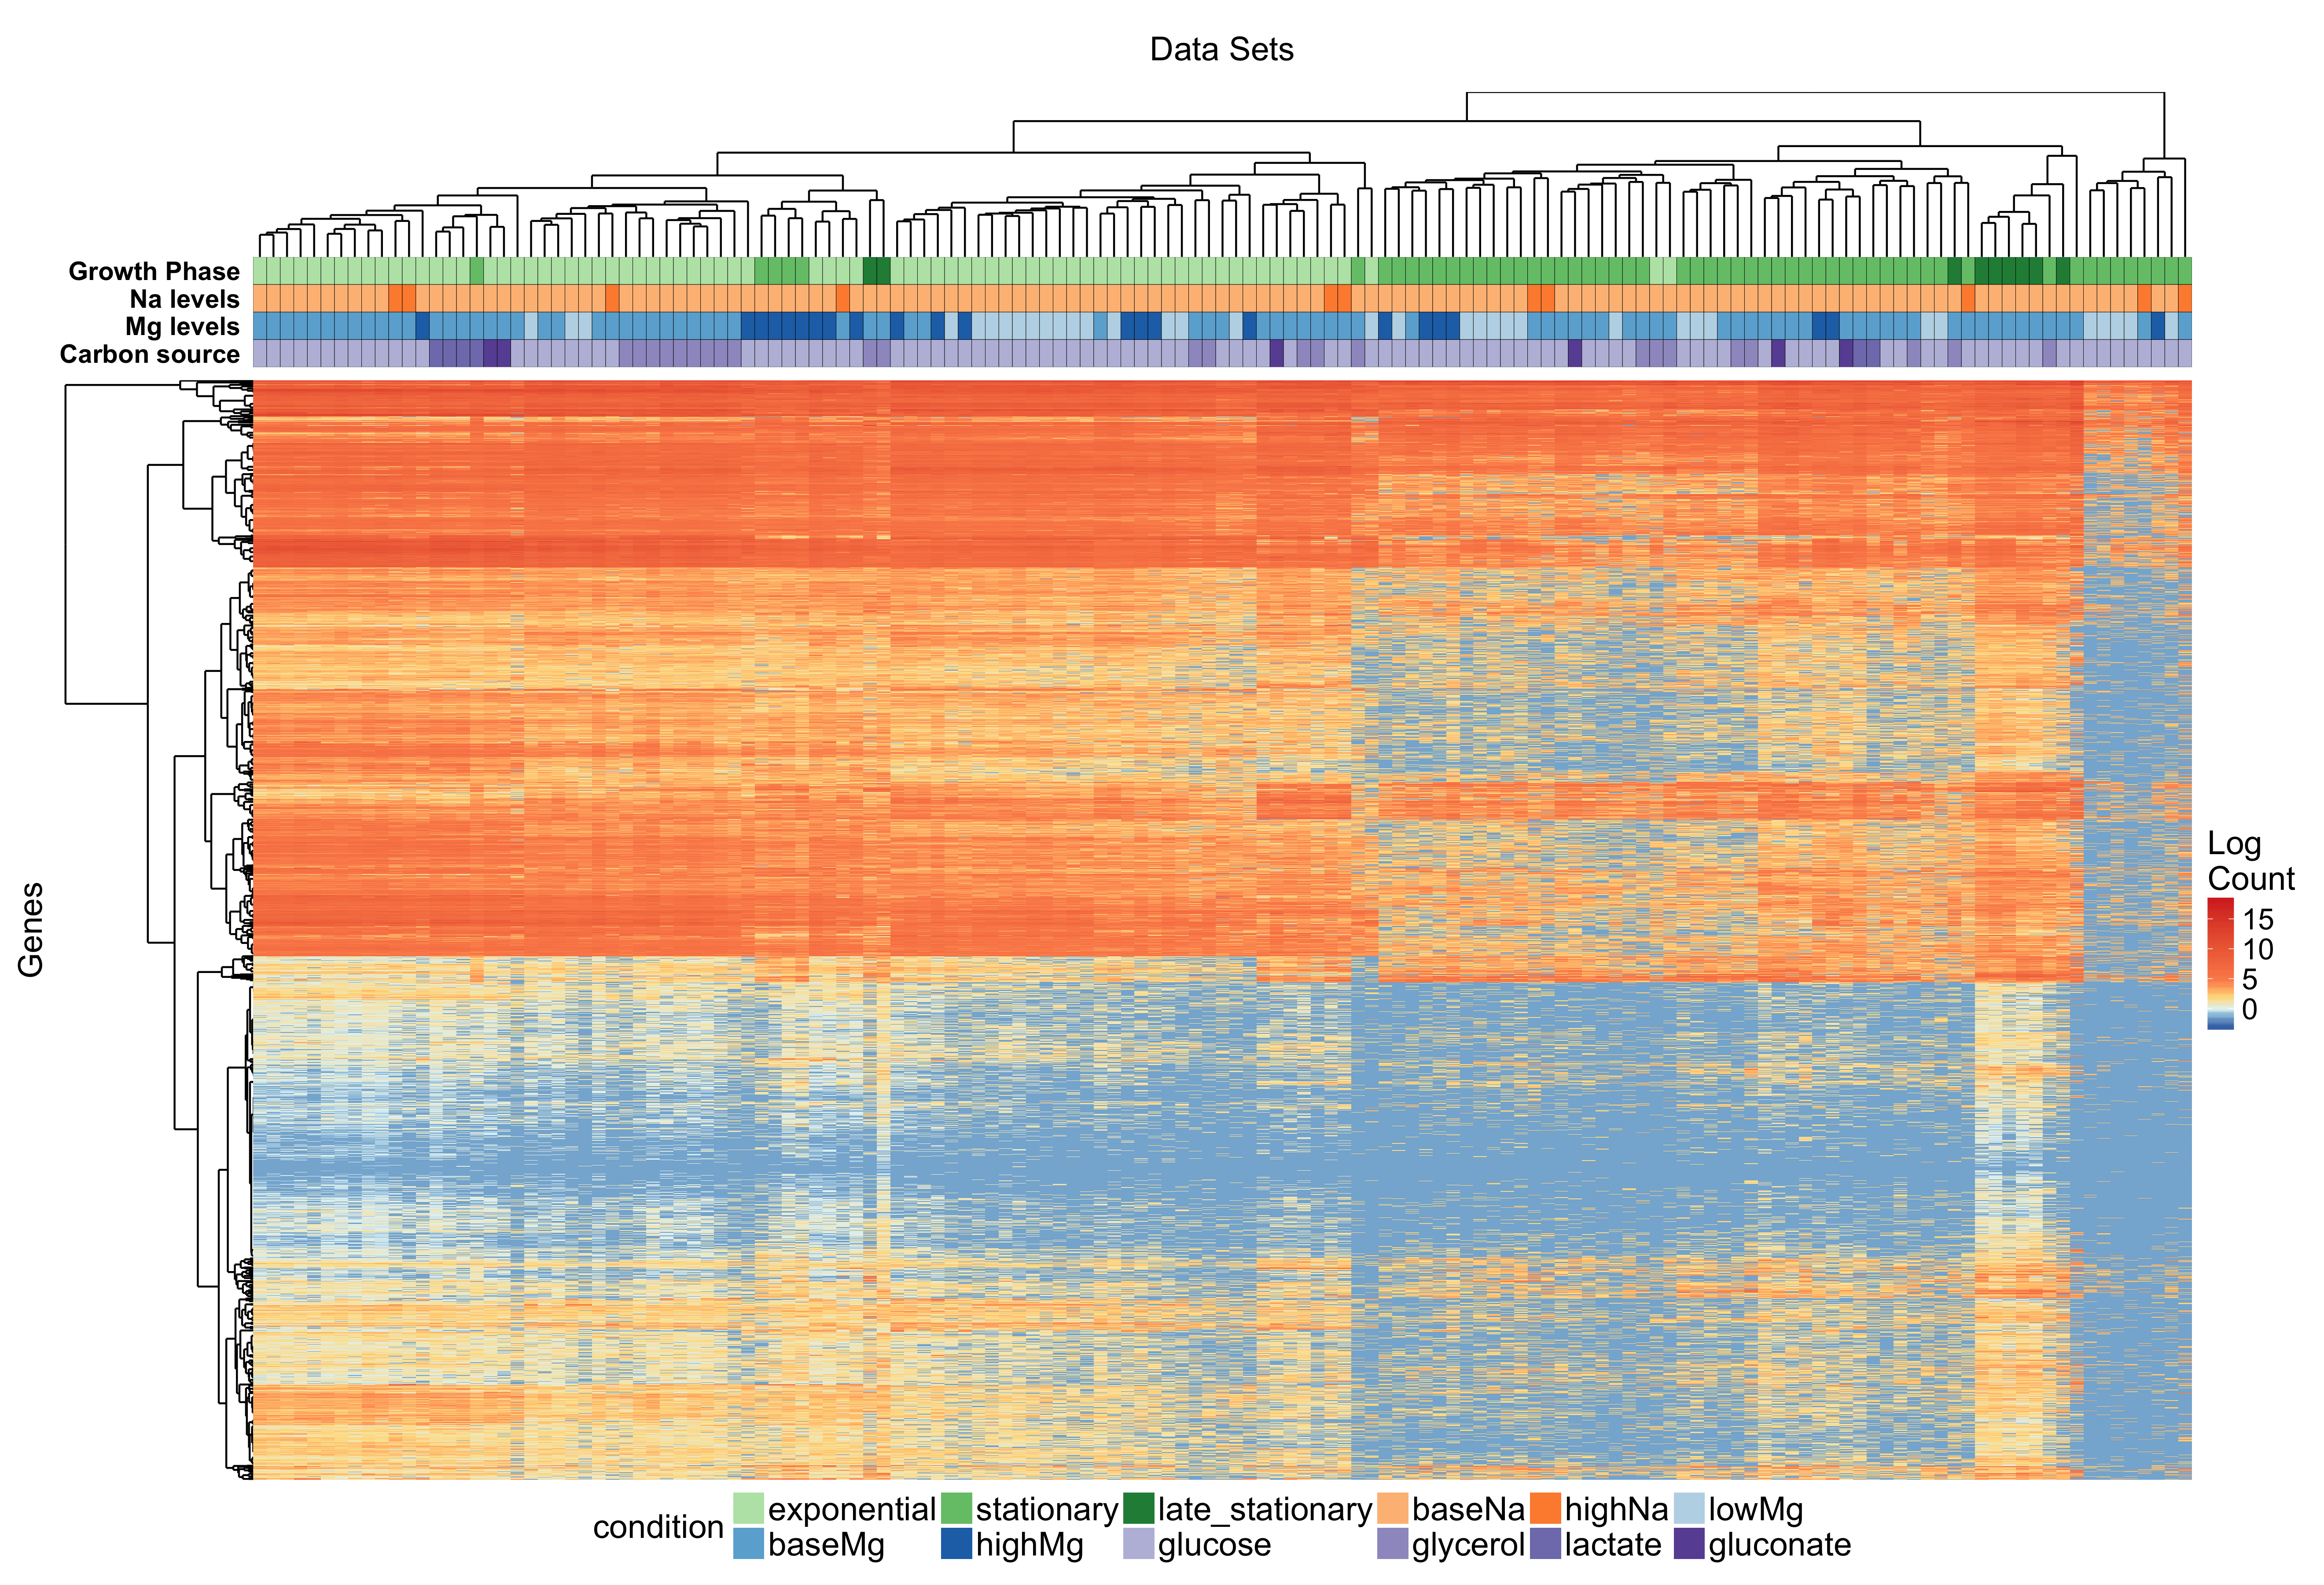 Data Sets
Growth Phase
Na levels
Mg levels
Carbon source
Genes
Log
Count
15
10
5
0
condition
exponential stationary late_stationary baseNa highNa lowMg
baseMg highMg glucose glycerol lactate gluconate